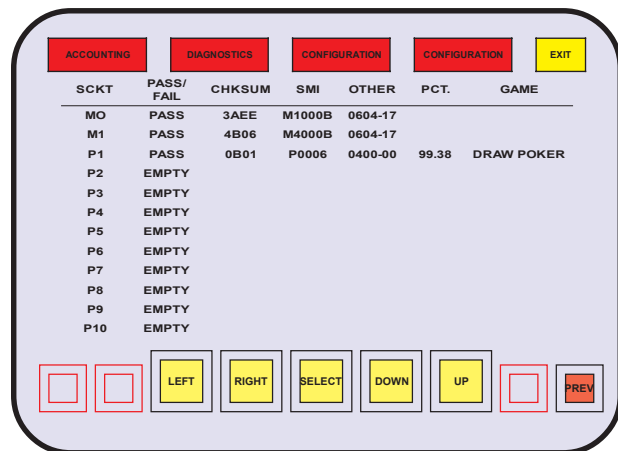 ACCOUNTING DIAGNOSTICS CONFIGURATION CONFIGURATION EXIT
SCKT PASS/ FAIL CHKSUM SMI OTHER PCT. GAME
MO PASS 3AEE M1000B 0604-17
M1 PASS 4B06 M4000B 0604-17
P1 PASS 0B01 P0006 0400-00 99.38 DRAW POKER
P2 EMPTY
P3 EMPTY
P4 EMPTY
P5 EMPTY
P6 EMPTY
P7 EMPTY
P8 EMPTY
P9 EMPTY
P10 EMPTY
LEFT RIGHT SELECT DOWN UP PREV